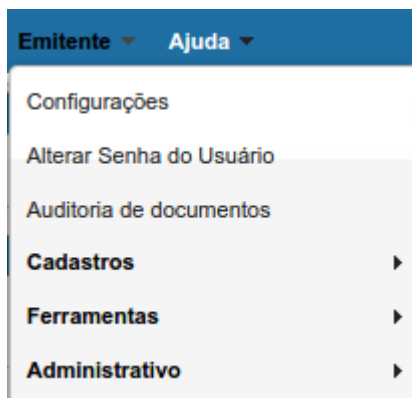 Emitente Ajuda
Configurações
Alterar Senha do Usuário
Auditoria de documentos
Cadastros
Ferramentas
Administrativo